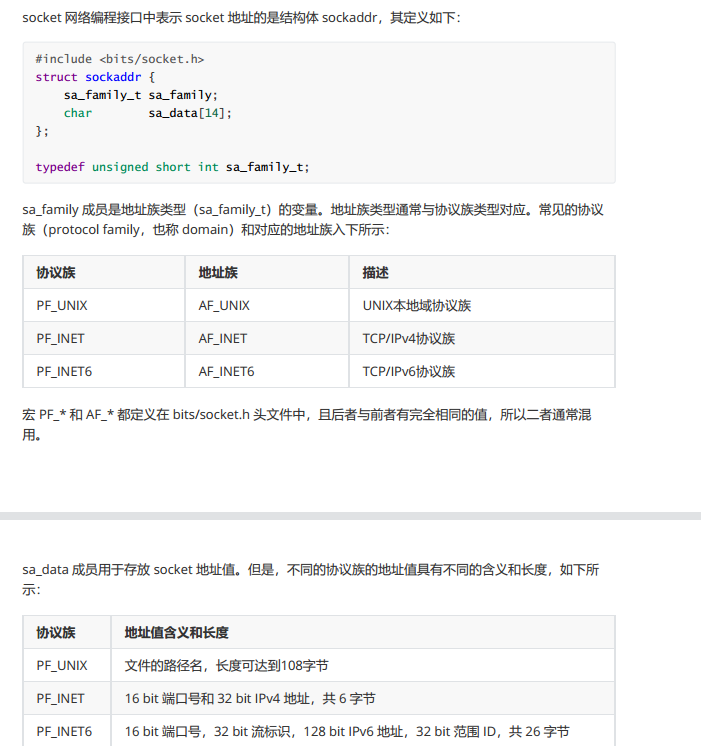 socket 网络编程接口中表示 socket 地址的是结构体 sockaddr，其定义如下：
#include <bits/socket.h>
struct sockaddr {
    sa_family_t sa_family;
    char        sa_data[14];
};
typedef unsigned short int sa_family_t;
sa_family 成员是地址族类型（sa_family_t）的变量。地址族类型通常与协议族类型对应。常见的协议
族（protocol family，也称 domain）和对应的地址族入下所示：
协议族 地址族 描述
PF_UNIX AF_UNIX UNIX本地域协议族
PF_INET AF_INET TCP/IPv4协议族
PF_INET6 AF_INET6 TCP/IPv6协议族
宏 PF_* 和 AF_* 都定义在 bits/socket.h 头文件中，且后者与前者有完全相同的值，所以二者通常混
用。
sa_data 成员用于存放 socket 地址值。但是，不同的协议族的地址值具有不同的含义和长度，如下所
示：
协议族 地址值含义和长度
PF_UNIX 文件的路径名，长度可达到108字节
PF_INET 16 bit 端口号和 32 bit IPv4 地址，共 6 字节
PF_INET6 16 bit 端口号，32 bit 流标识，128 bit IPv6 地址，32 bit 范围 ID，共 26 字节